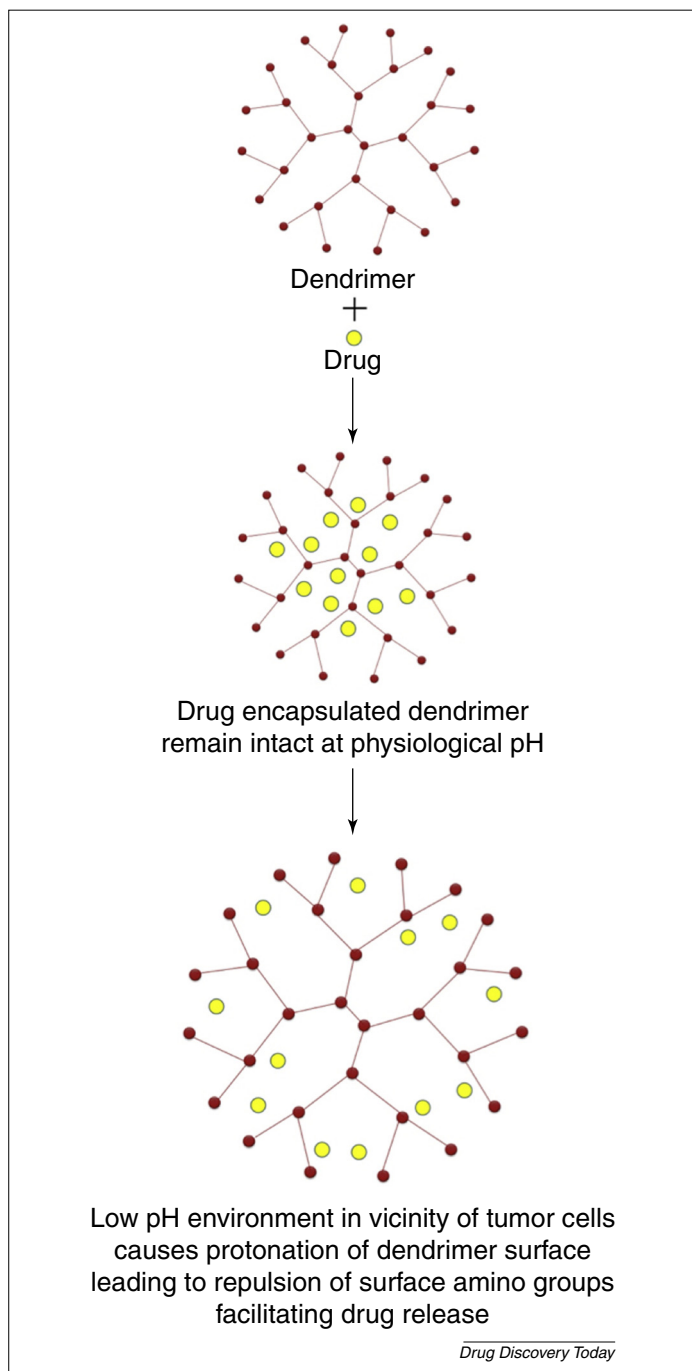 Dendrimer
+
Drug
Drug encapsulated dendrimer
remain intact at physiological pH
Low pH environment in vicinity of tumor cells
causes protonation of dendrimer surface
leading to repulsion of surface amino groups
facilitating drug release
Drug Discovery Today